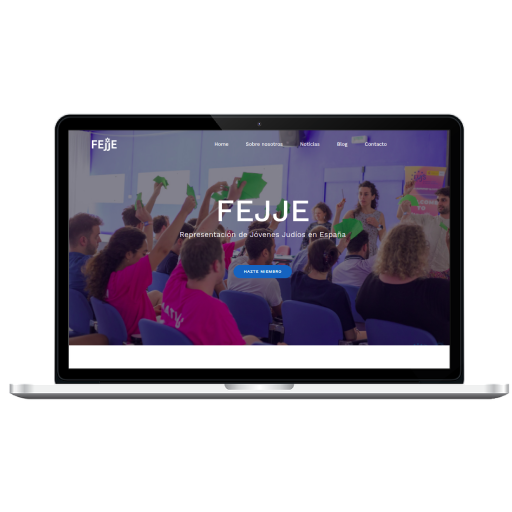 FEJJE
Home Sobre nosotros Noticias Blog Contacto
FEJJE
Representación de Jóvenes Judíos en España
HAZTE MIEMBRO